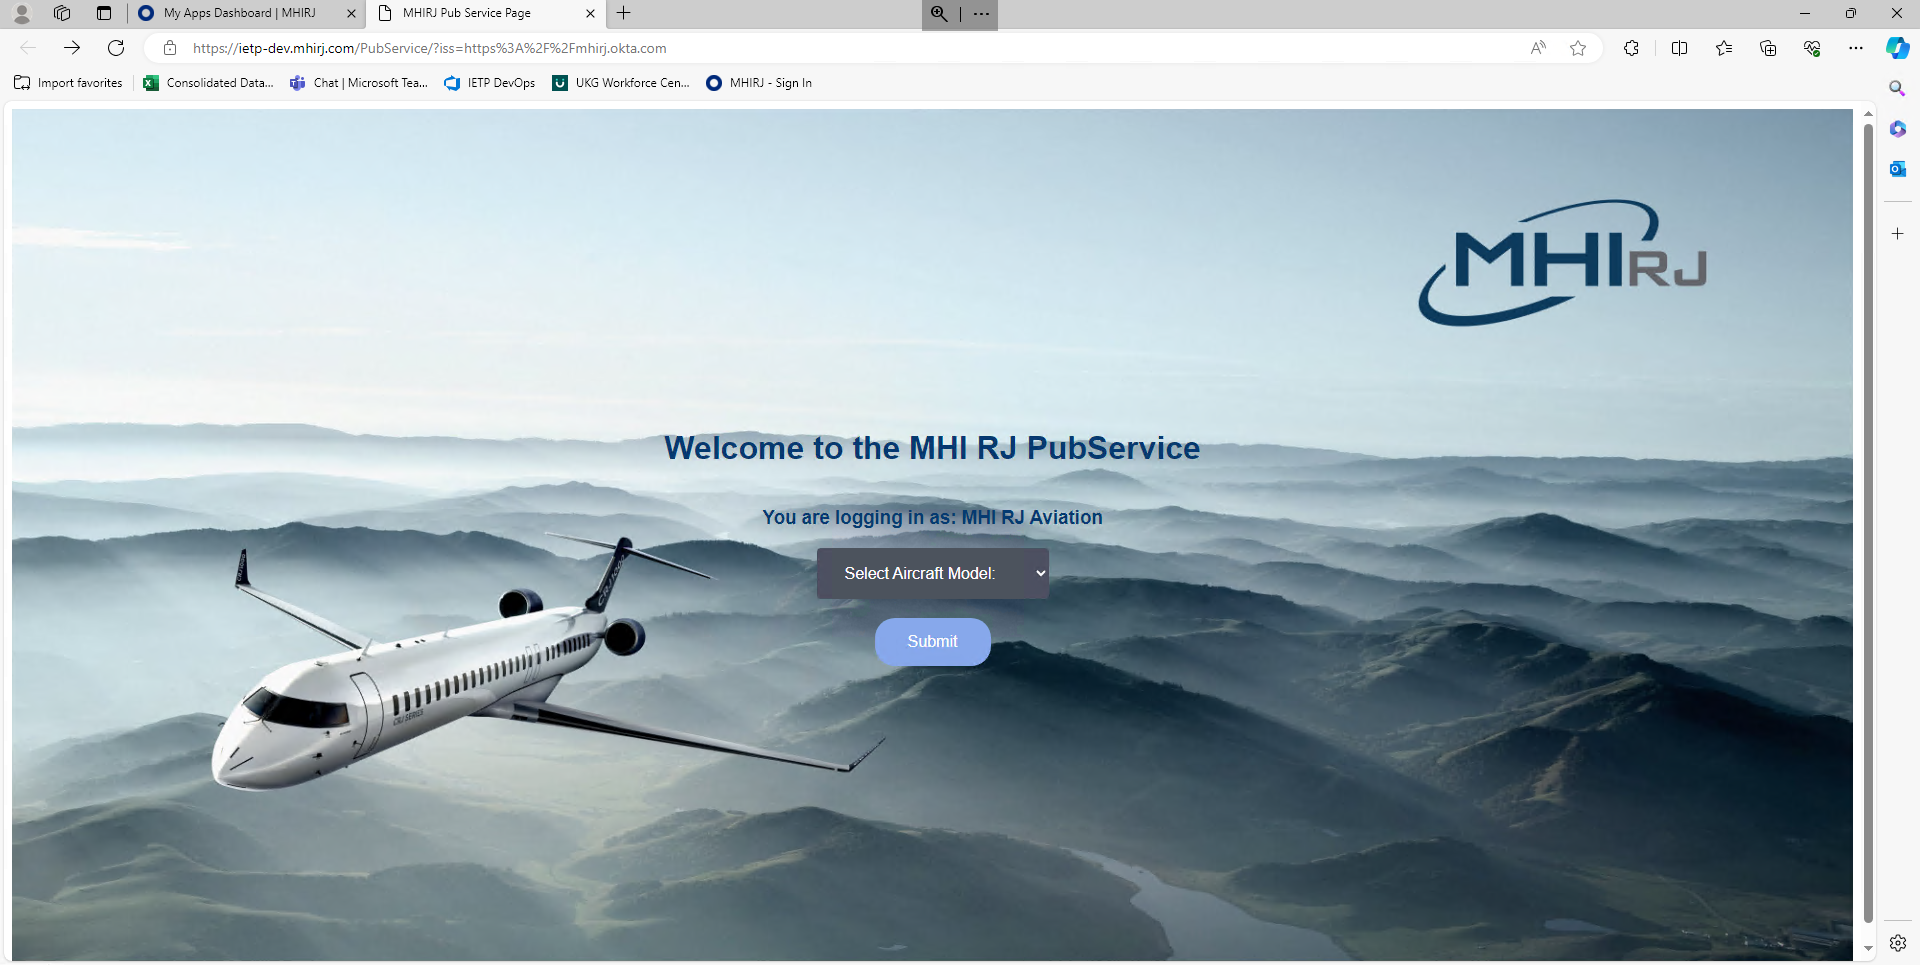 My Apps Dashboard | MHIRJ
MHIRJ Pub Service Page
https://ietp-dev.mhirj.com/PubService/?iss=https%3A%2F%2Fmhirj.okta.com
Import favorites
Consolidated Data...
Chat | Microsoft Tea...
IETP DevOps
UKG Workforce Cen...
MHIRJ - Sign In
MHIRJ
Welcome to the MHI RJ PubService
You are logging in as: MHI RJ Aviation
Select Aircraft Model:
Submit
CRJ SERIES